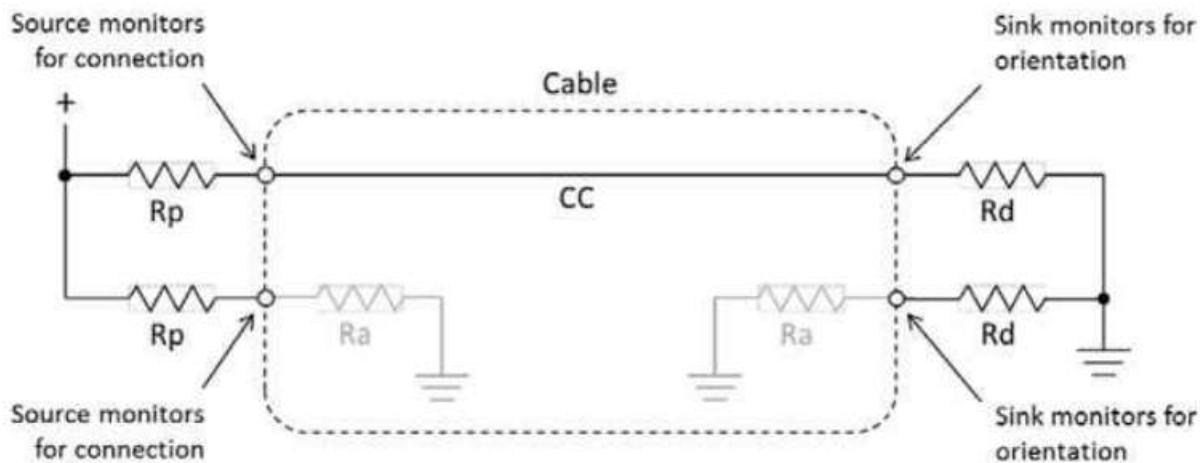 Source monitors
for connection
Sink monitors for
orientation
Cable
+
Rp
CC
Rd
Rp
Ra
Ra
Rd
Source monitors
for connection
Sink monitors for
orientation